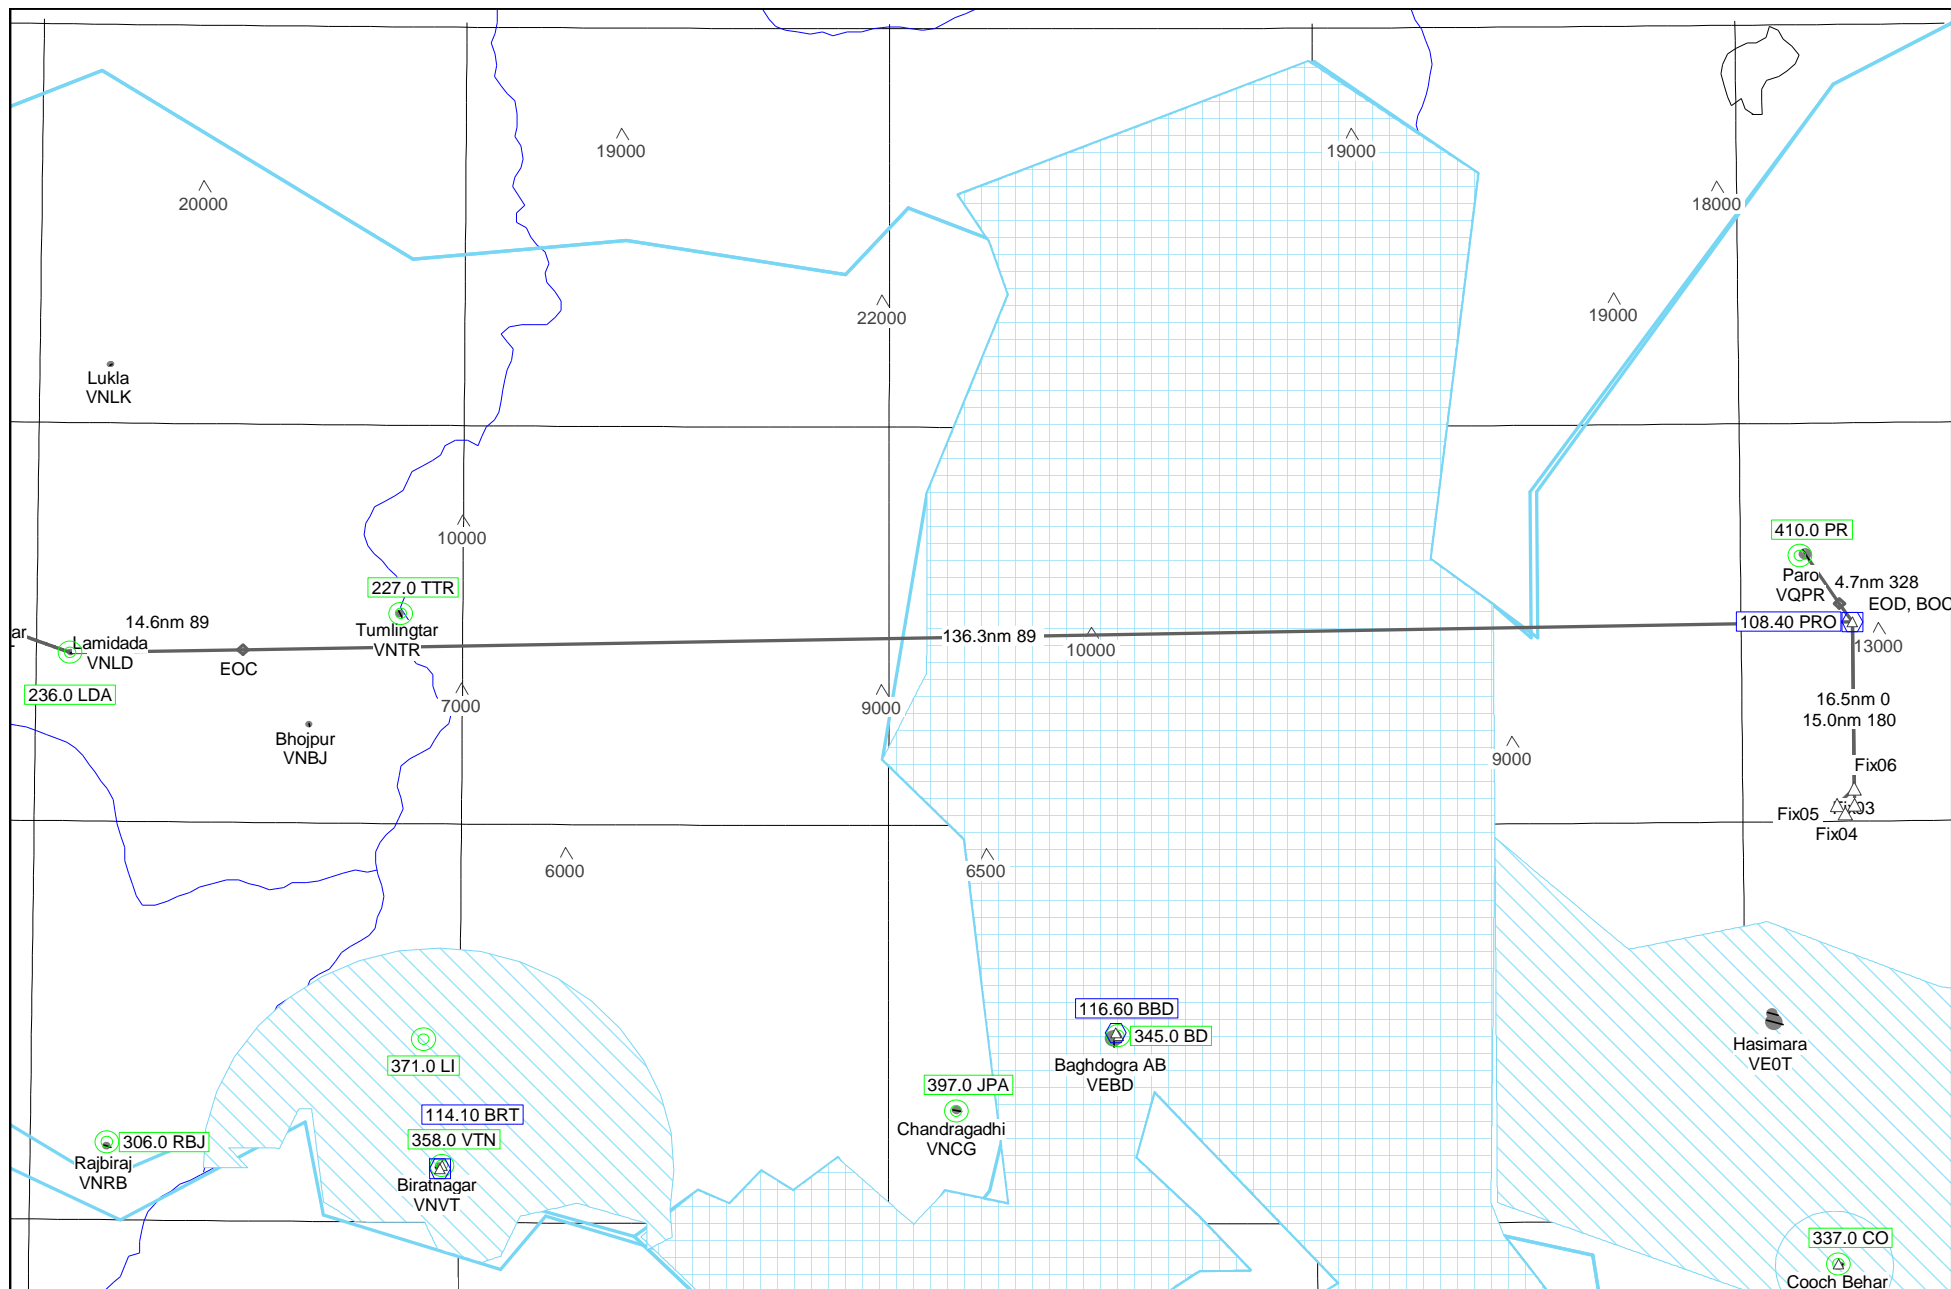 19000
19000
20000
18000
22000
19000
Lukla
VNLK
10000
410.0 PR
Paro
VQPR
4.7nm 328
EOD, BOC
227.0 TTR
14.6nm 89
Tumlingtar
VNTR
108.40 PRO
13000
ar
Lamidada
VNLD
EOC
136.3nm 89
10000
236.0 LDA
7000
9000
16.5nm 0
15.0nm 180
Bhojpur
VNBJ
9000
Fix06
Fix05
Fix04
6000
6500
116.60 BBD
345.0 BD
Baghdogra AB
VEBD
Hasimara
VE0T
371.0 LI
397.0 JPA
Chandragadhi
VNCG
114.10 BRT
358.0 VTN
306.0 RBJ
Rajbiraj
VNRB
Biratnagar
VNVT
337.0 CO
Cooch Behar